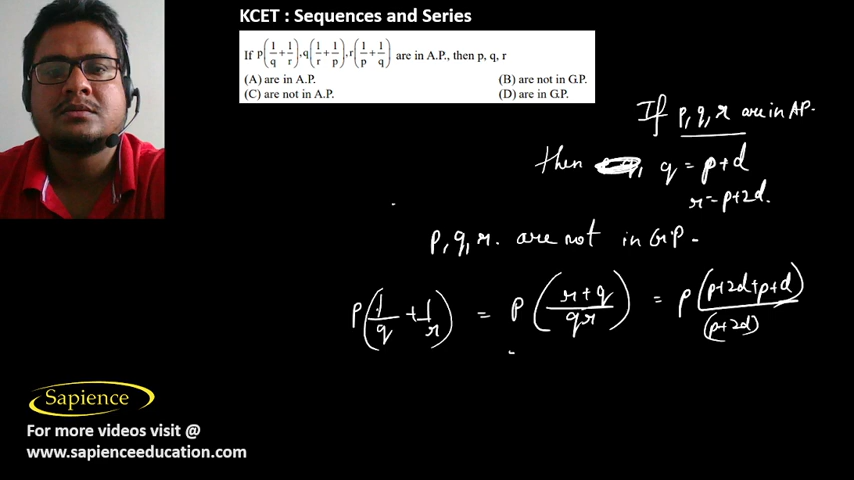 KCET : Sequences and Series
If p(1/q + 1/r), q(1/r + 1/p), r(1/p + 1/q) are in A.P., then p, q, r
(A) are in A.P. (B) are not in G.P.
(C) are not in A.P. (D) are in G.P.
If p, q, r are in AP.
then q = p+d
r = p+2d.
p, q, r. are not in G.P.
p(1/q + 1/r) = p((r+q)/qr) = p((p+2d+p+d)/(p+2d))
Sapience
For more videos visit @
www.sapienceeducation.com